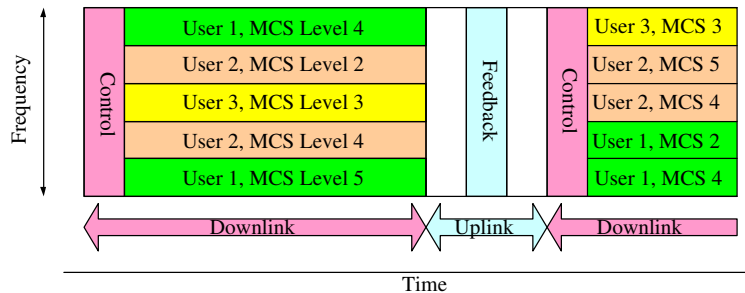 Frequency
Control
User 1, MCS Level 4
User 2, MCS Level 2
User 3, MCS Level 3
User 2, MCS Level 4
User 1, MCS Level 5
Feedback
Control
User 3, MCS 3
User 2, MCS 5
User 2, MCS 4
User 1, MCS 2
User 1, MCS 4
Downlink
Uplink
Downlink
Time